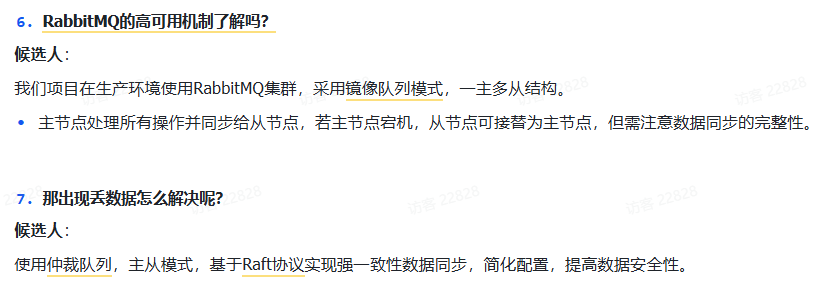 6. RabbitMQ的高可用机制了解吗？
候选人：
我们项目在生产环境使用RabbitMQ集群，采用镜像队列模式，一主多从结构。
• 主节点处理所有操作并同步给从节点，若主节点宕机，从节点可接替为主节点，但需注意数据同步的完整性。
7. 那出现丢数据怎么解决呢？
候选人：
使用仲裁队列，主从模式，基于Raft协议实现强一致性数据同步，简化配置，提高数据安全性。
访客 22828
访客 22828
访客 22828
访客 22828
访客 22828